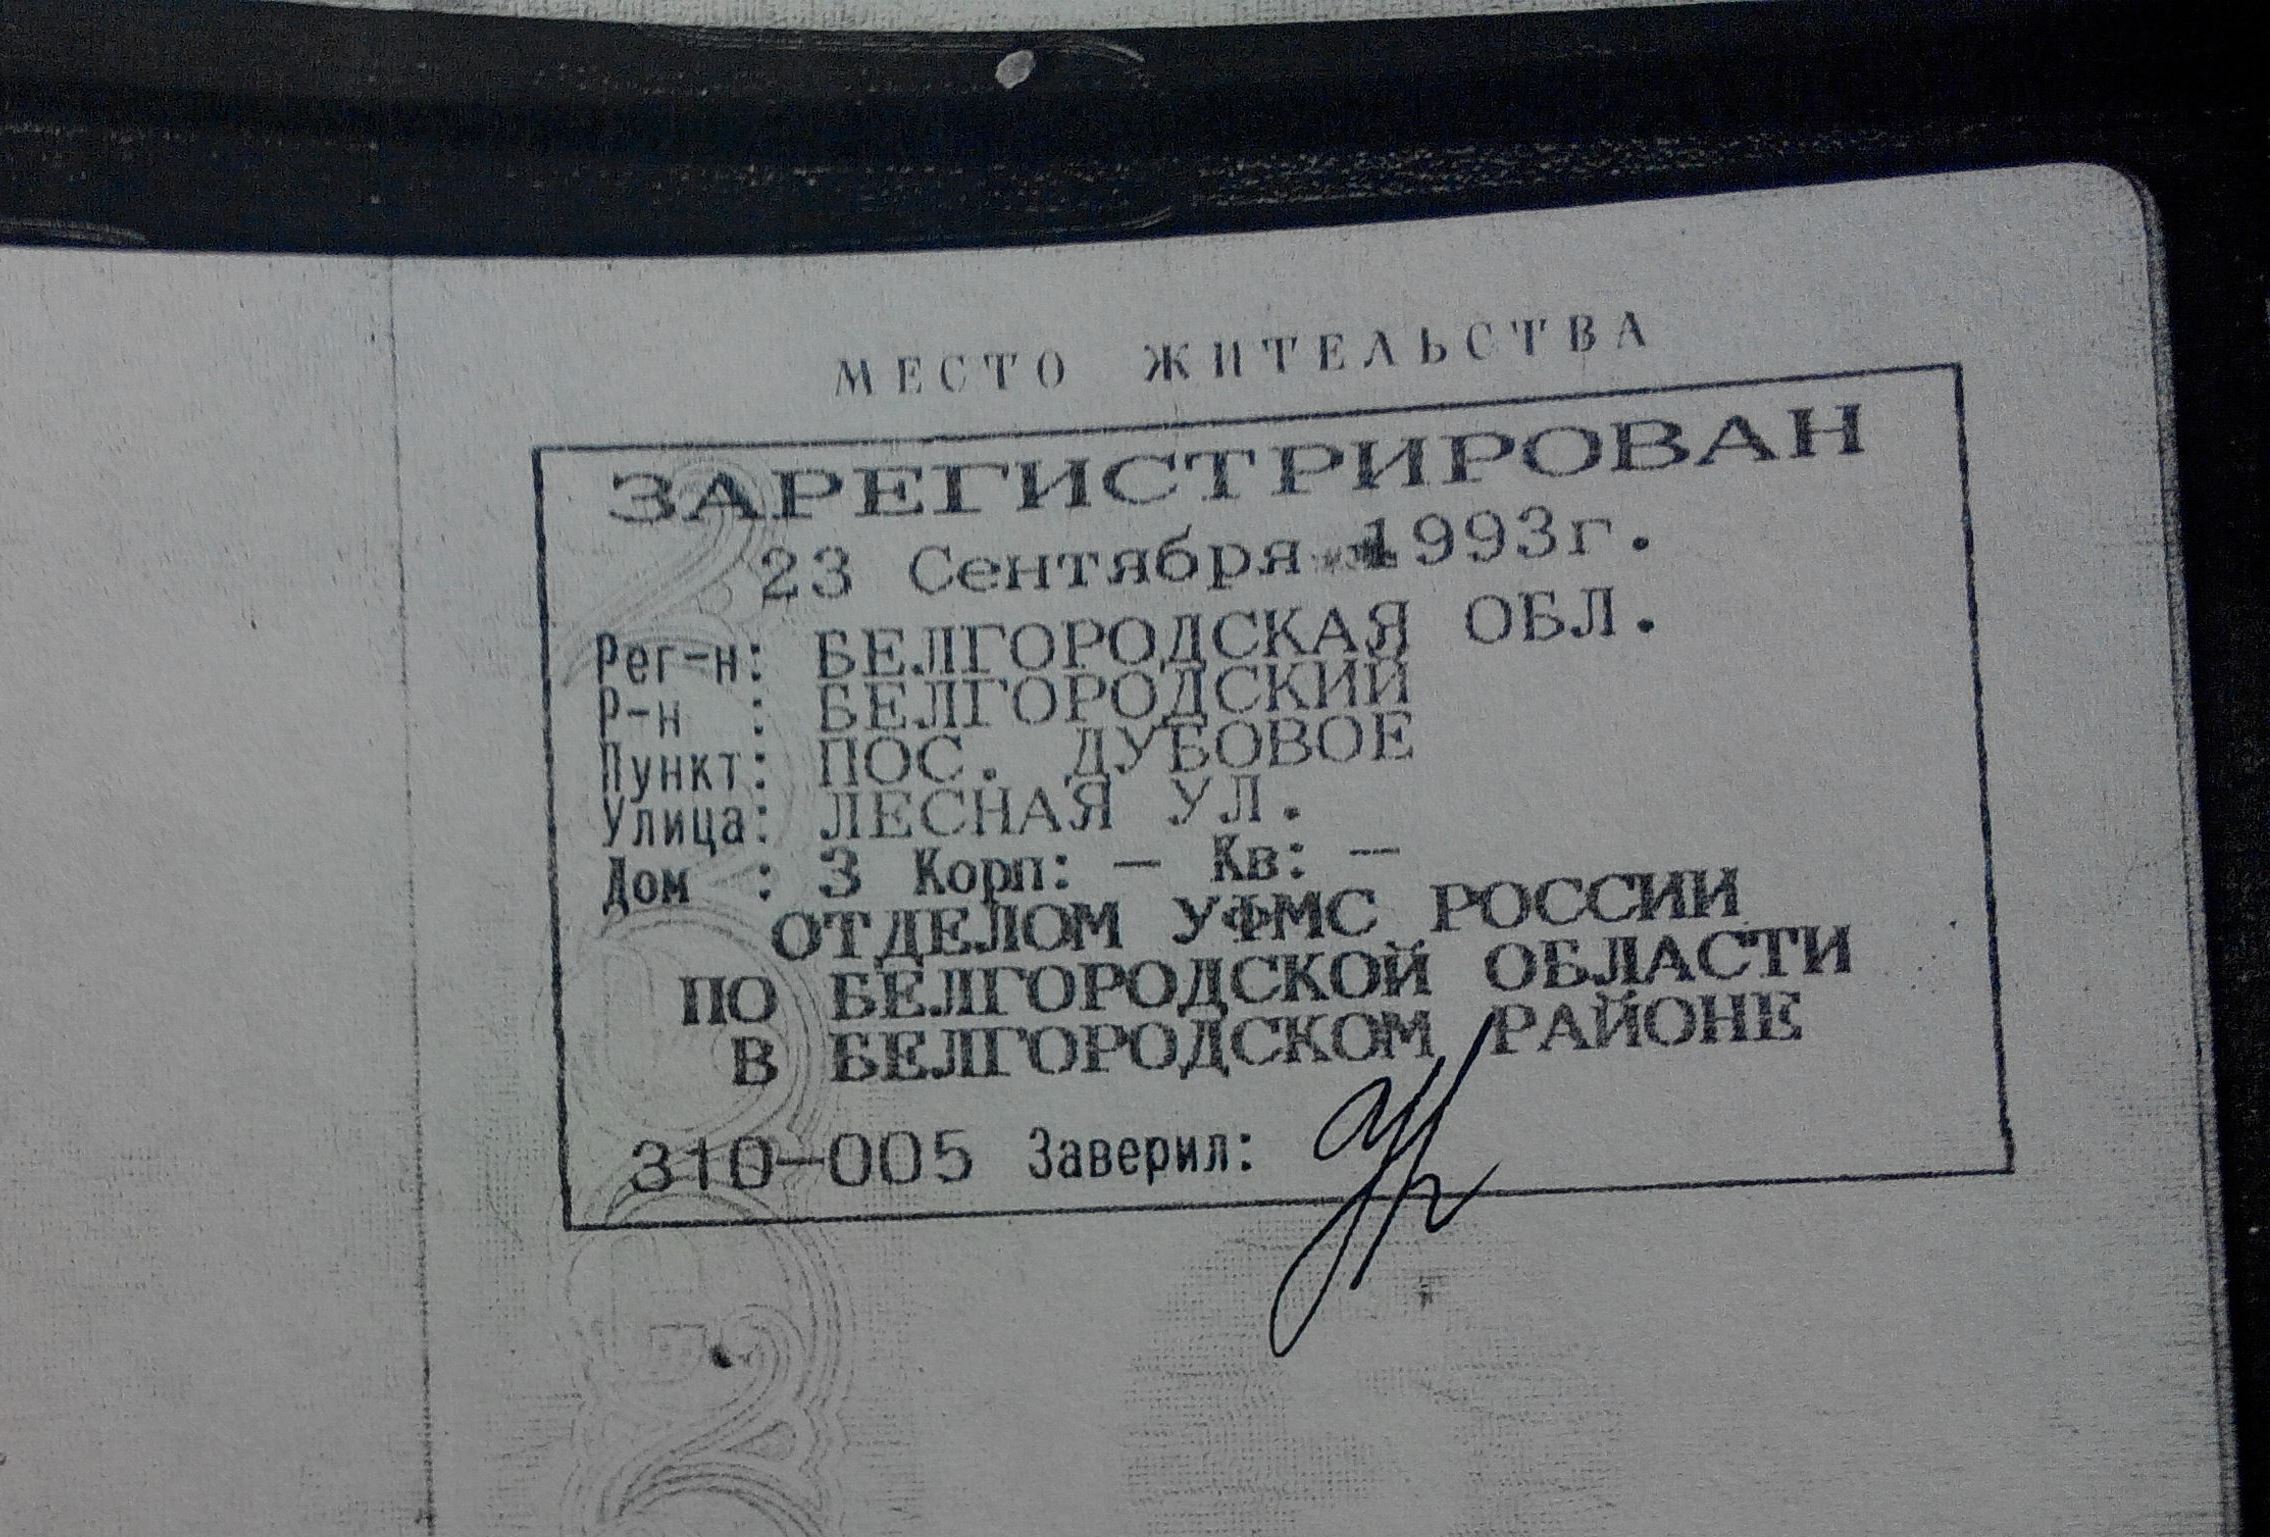 МЕСТО ЖИТЕЛЬСТВА
ЗАРЕГИСТРИРОВАН
23 Сентября 1993г.
Рег-н: БЕЛГОРОДСКАЯ ОБЛ.
Р-н : БЕЛГОРОДСКИЙ
Пункт: ПОС. ДУБОВОЕ
Улица: ЛЕСНАЯ УЛ.
Дом : 3 Корп: — Кв: --
ОТДЕЛОМ УФМС РОССИИ
ПО БЕЛГОРОДСКОЙ ОБЛАСТИ
В БЕЛГОРОДСКОМ РАЙОНЕ
310-005 Заверил: